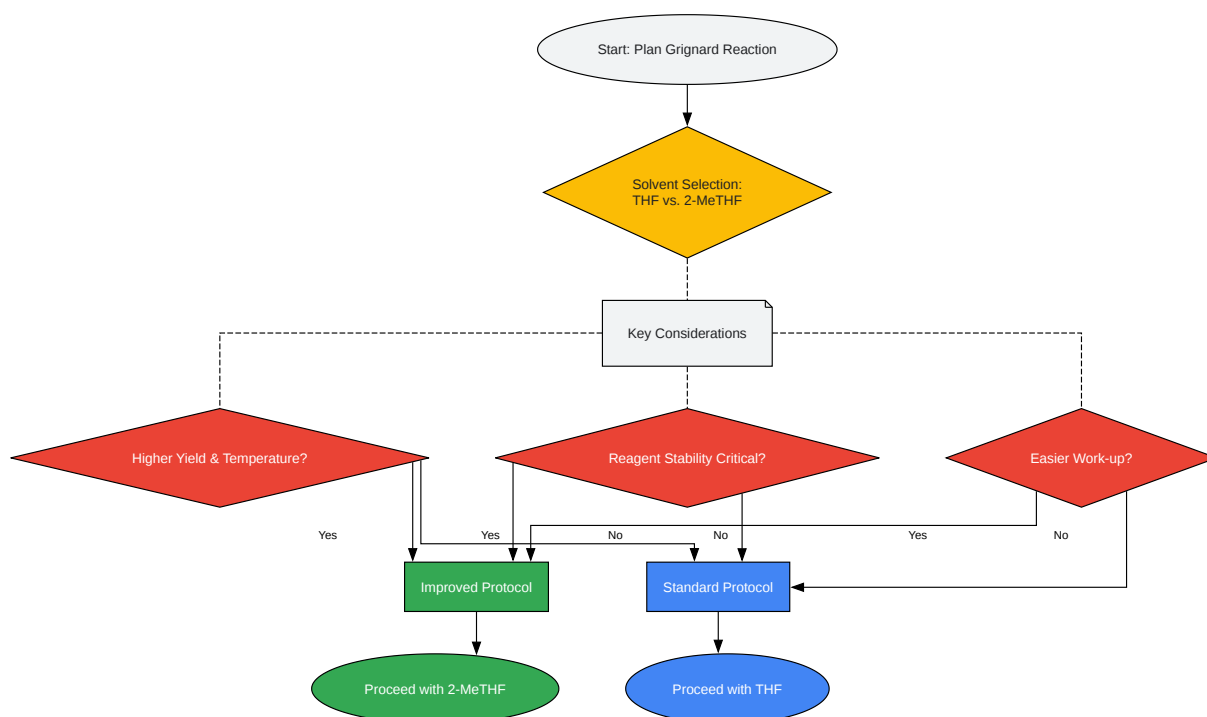 Start: Plan Grignard Reaction
Solvent Selection:
THF vs. 2-MeTHF
Key Considerations
Higher Yield & Temperature?
Reagent Stability Critical?
Easier Work-up?
Yes
Yes
No
No
Yes
No
Improved Protocol
Standard Protocol
Proceed with 2-MeTHF
Proceed with THF